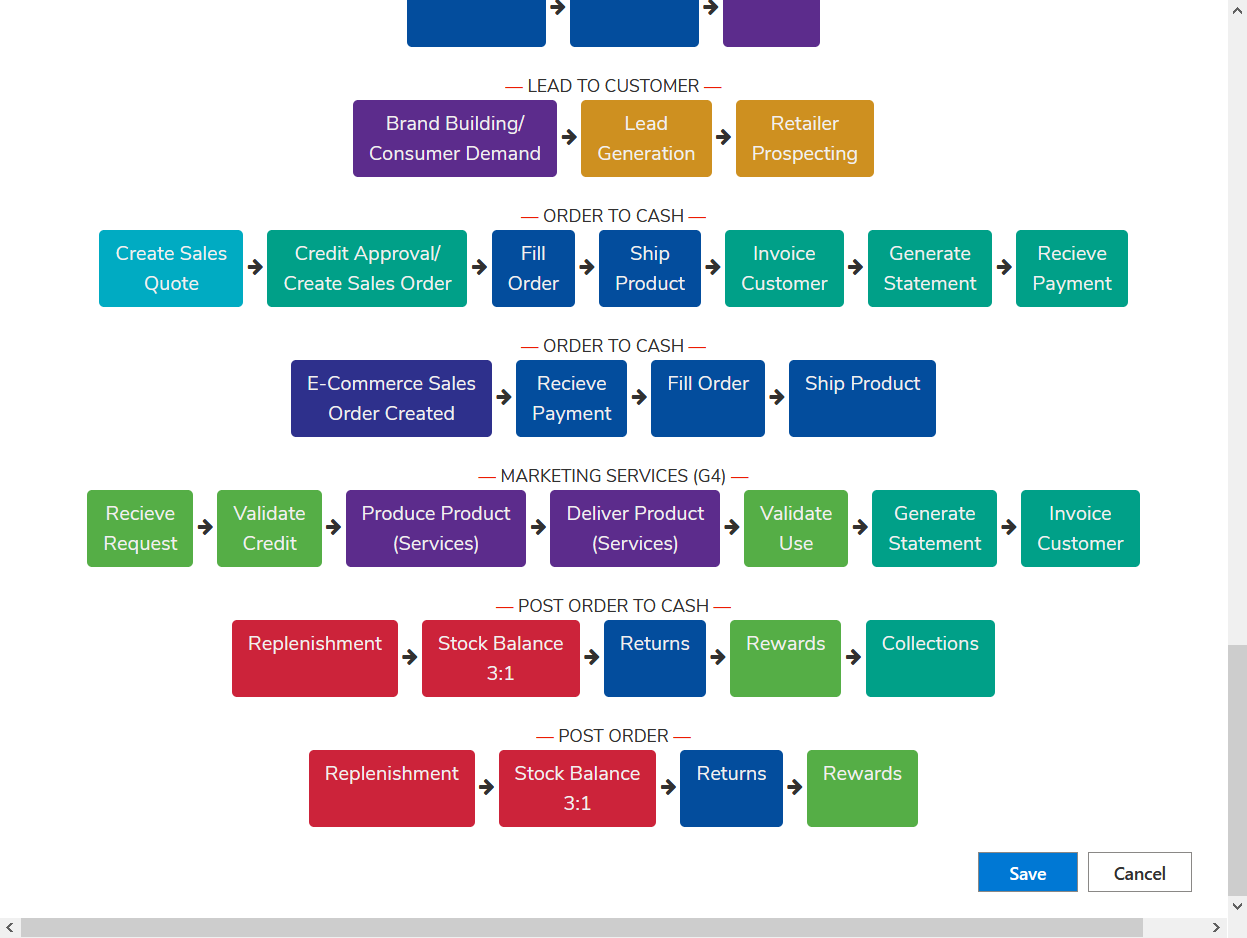 — LEAD TO CUSTOMER —
Brand Building/ Lead Retailer
Consumer Demand Generation Prospecting
— ORDER TO CASH —
Create Sales Credit Approval/ Fill Ship Invoice Generate Recieve
Quote Create Sales Order Order Product Customer Statement Payment
— ORDER TO CASH —
E-Commerce Sales Recieve Fill Order Ship Product
Order Created Payment
— MARKETING SERVICES (G4) —
Recieve Validate Produce Product Deliver Product Validate Generate Invoice
Request Credit (Services) (Services) Use Statement Customer
— POST ORDER TO CASH —
Replenishment Stock Balance Returns Rewards Collections
3:1
— POST ORDER —
Replenishment Stock Balance Returns Rewards
3:1
Save Cancel